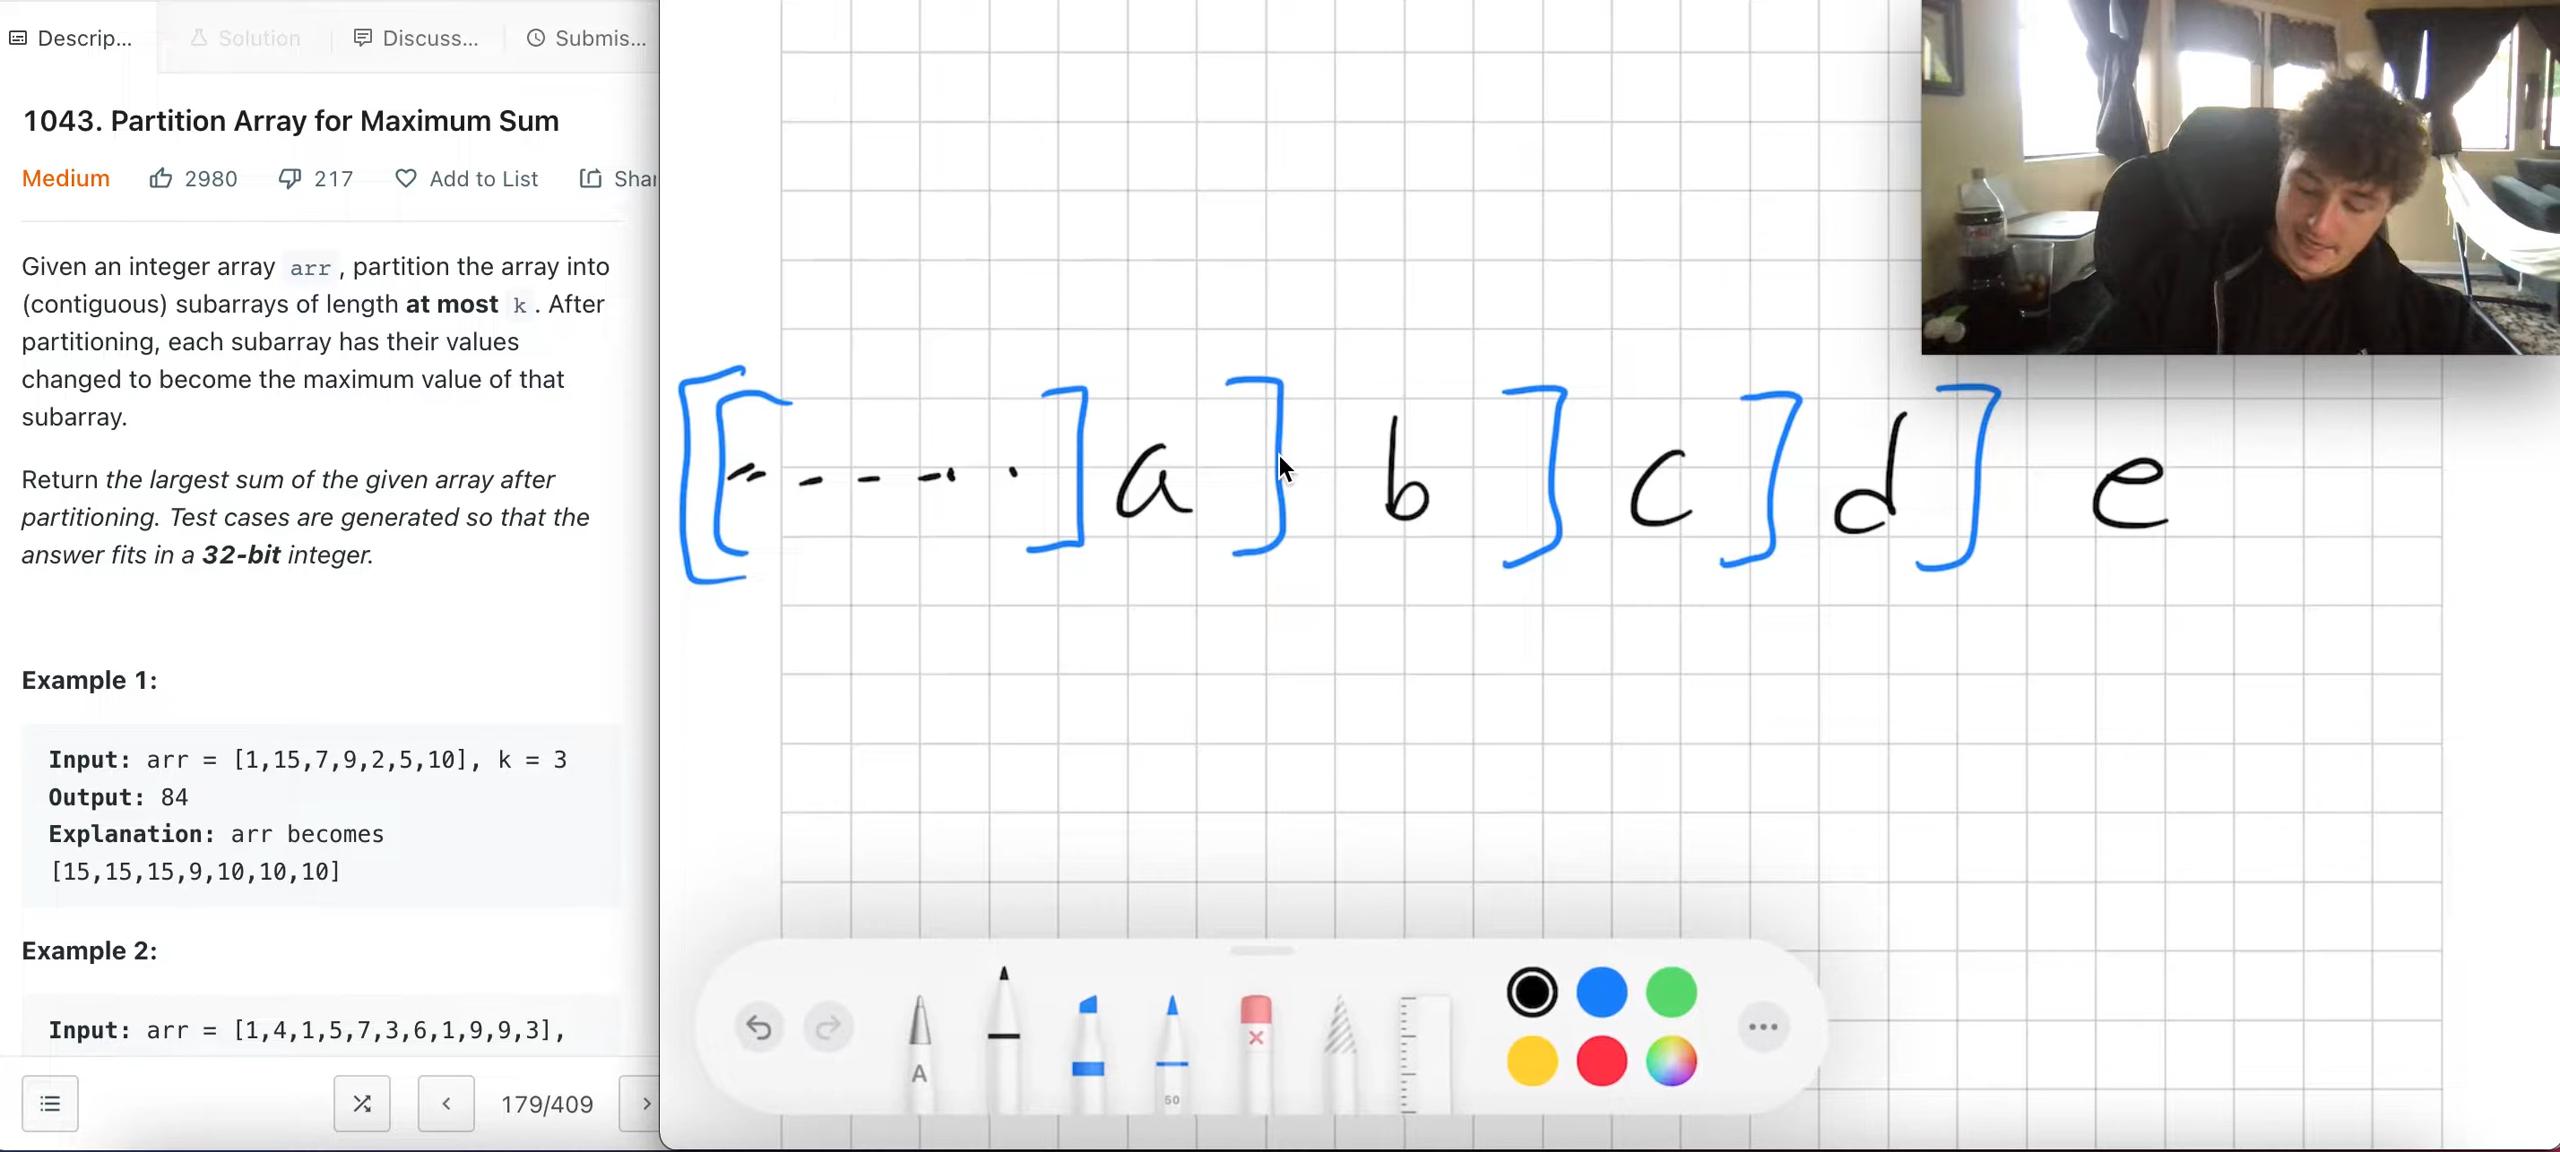 Descrip...
Solution
Discuss...
Submis...
1043. Partition Array for Maximum Sum
Medium 2980 217 Add to List Shar
Given an integer array arr , partition the array into
(contiguous) subarrays of length at most k . After
partitioning, each subarray has their values
changed to become the maximum value of that
subarray.
Return the largest sum of the given array after
partitioning. Test cases are generated so that the
answer fits in a 32-bit integer.
Example 1:
Input: arr = [1,15,7,9,2,5,10], k = 3
Output: 84
Explanation: arr becomes
[15,15,15,9,10,10,10]
Example 2:
Input: arr = [1,4,1,5,7,3,6,1,9,9,3],
179/409
[[- - - - - ·] a ] b ] c ] d ] e
A
50